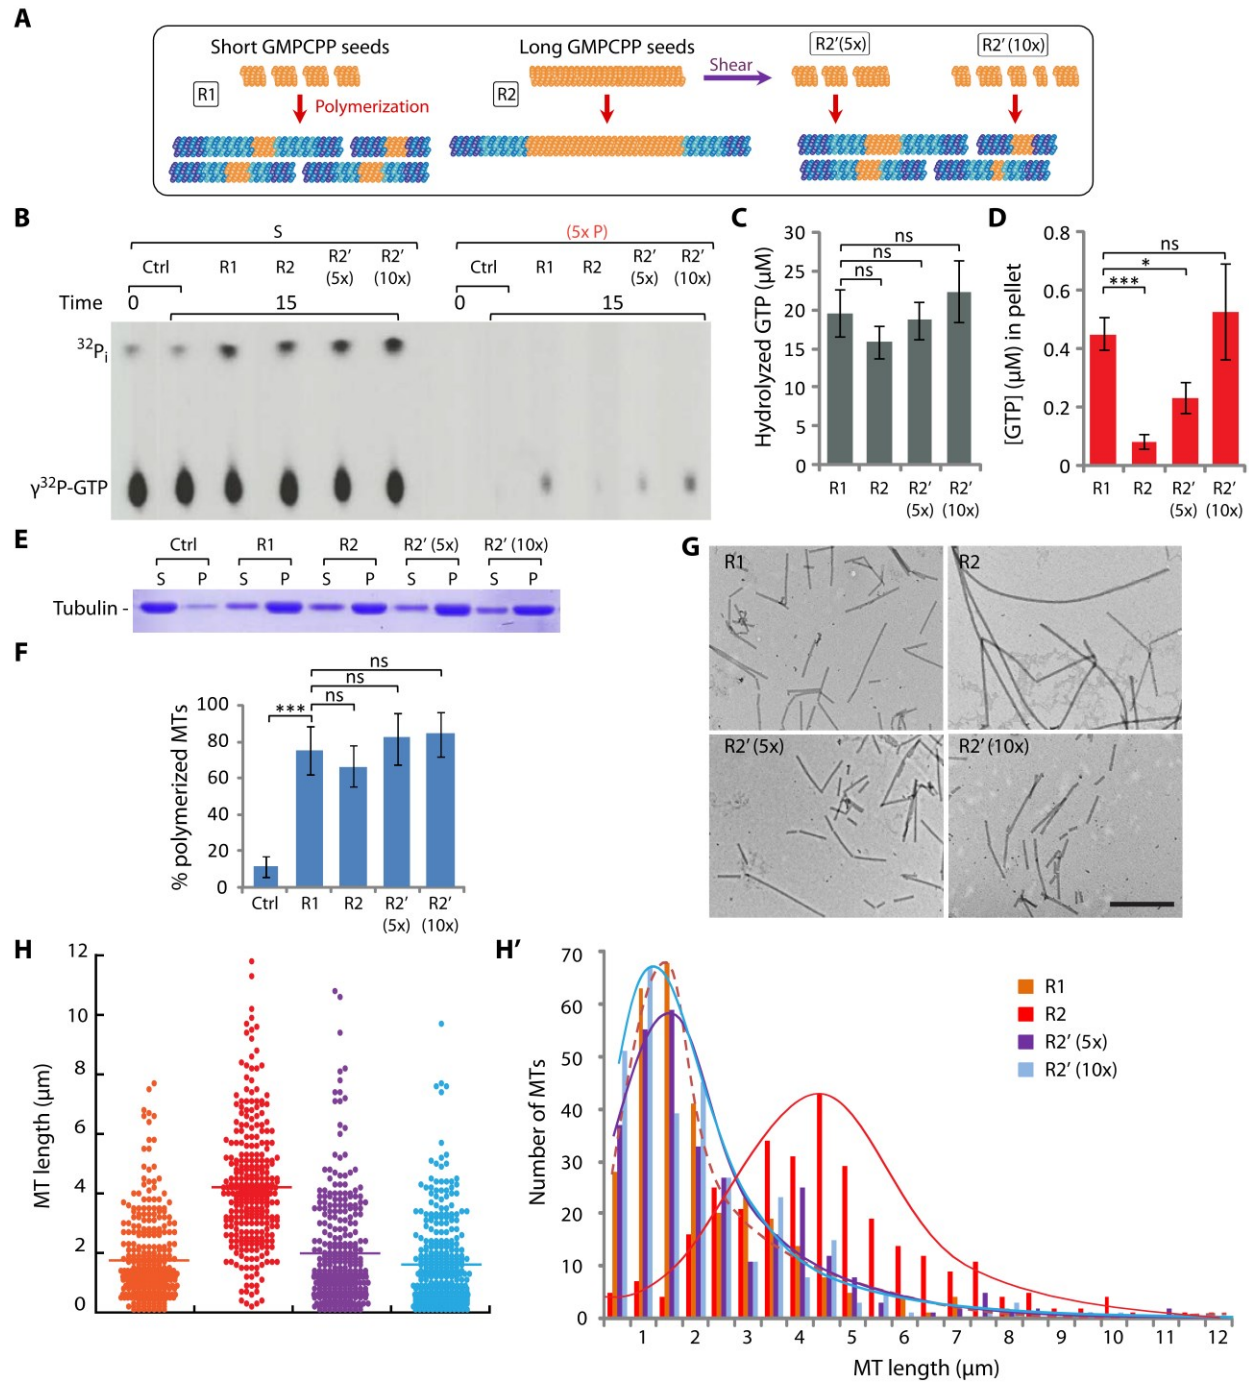 A
Short GMPCPP seeds
Long GMPCPP seeds
R2′(5x)
R2′ (10x)
Shear
R1
R2
Polymerization
B
S
(5x P)
Ctrl
R1
R2
R2′
(5x)
R2′
(10x)
Ctrl
R1
R2
R2′
(5x)
R2′
(10x)
Time
0
15
0
15
32Pi
γ32P-GTP
C
Hydrolyzed GTP (μM)
30
25
20
15
10
5
0
ns
ns
ns
R1
R2
R2′
(5x)
R2′
(10x)
D
[GTP] (μM) in pellet
0.8
0.6
0.4
0.2
0
ns
*
***
R1
R2
R2′
(5x)
R2′
(10x)
E
Ctrl
R1
R2
R2′ (5x)
R2′ (10x)
S P S P S P S P S P
Tubulin -
F
% polymerized MTs
100
80
60
40
20
0
ns
ns
ns
***
Ctrl
R1
R2
R2′
(5x)
R2′
(10x)
G
R1
R2
R2′ (5x)
R2′ (10x)
H
MT length (μm)
12
10
8
6
4
2
0
H′
Number of MTs
70
60
50
40
30
20
10
0
R1
R2
R2′ (5x)
R2′ (10x)
1 2 3 4 5 6 7 8 9 10 11 12
MT length (μm)